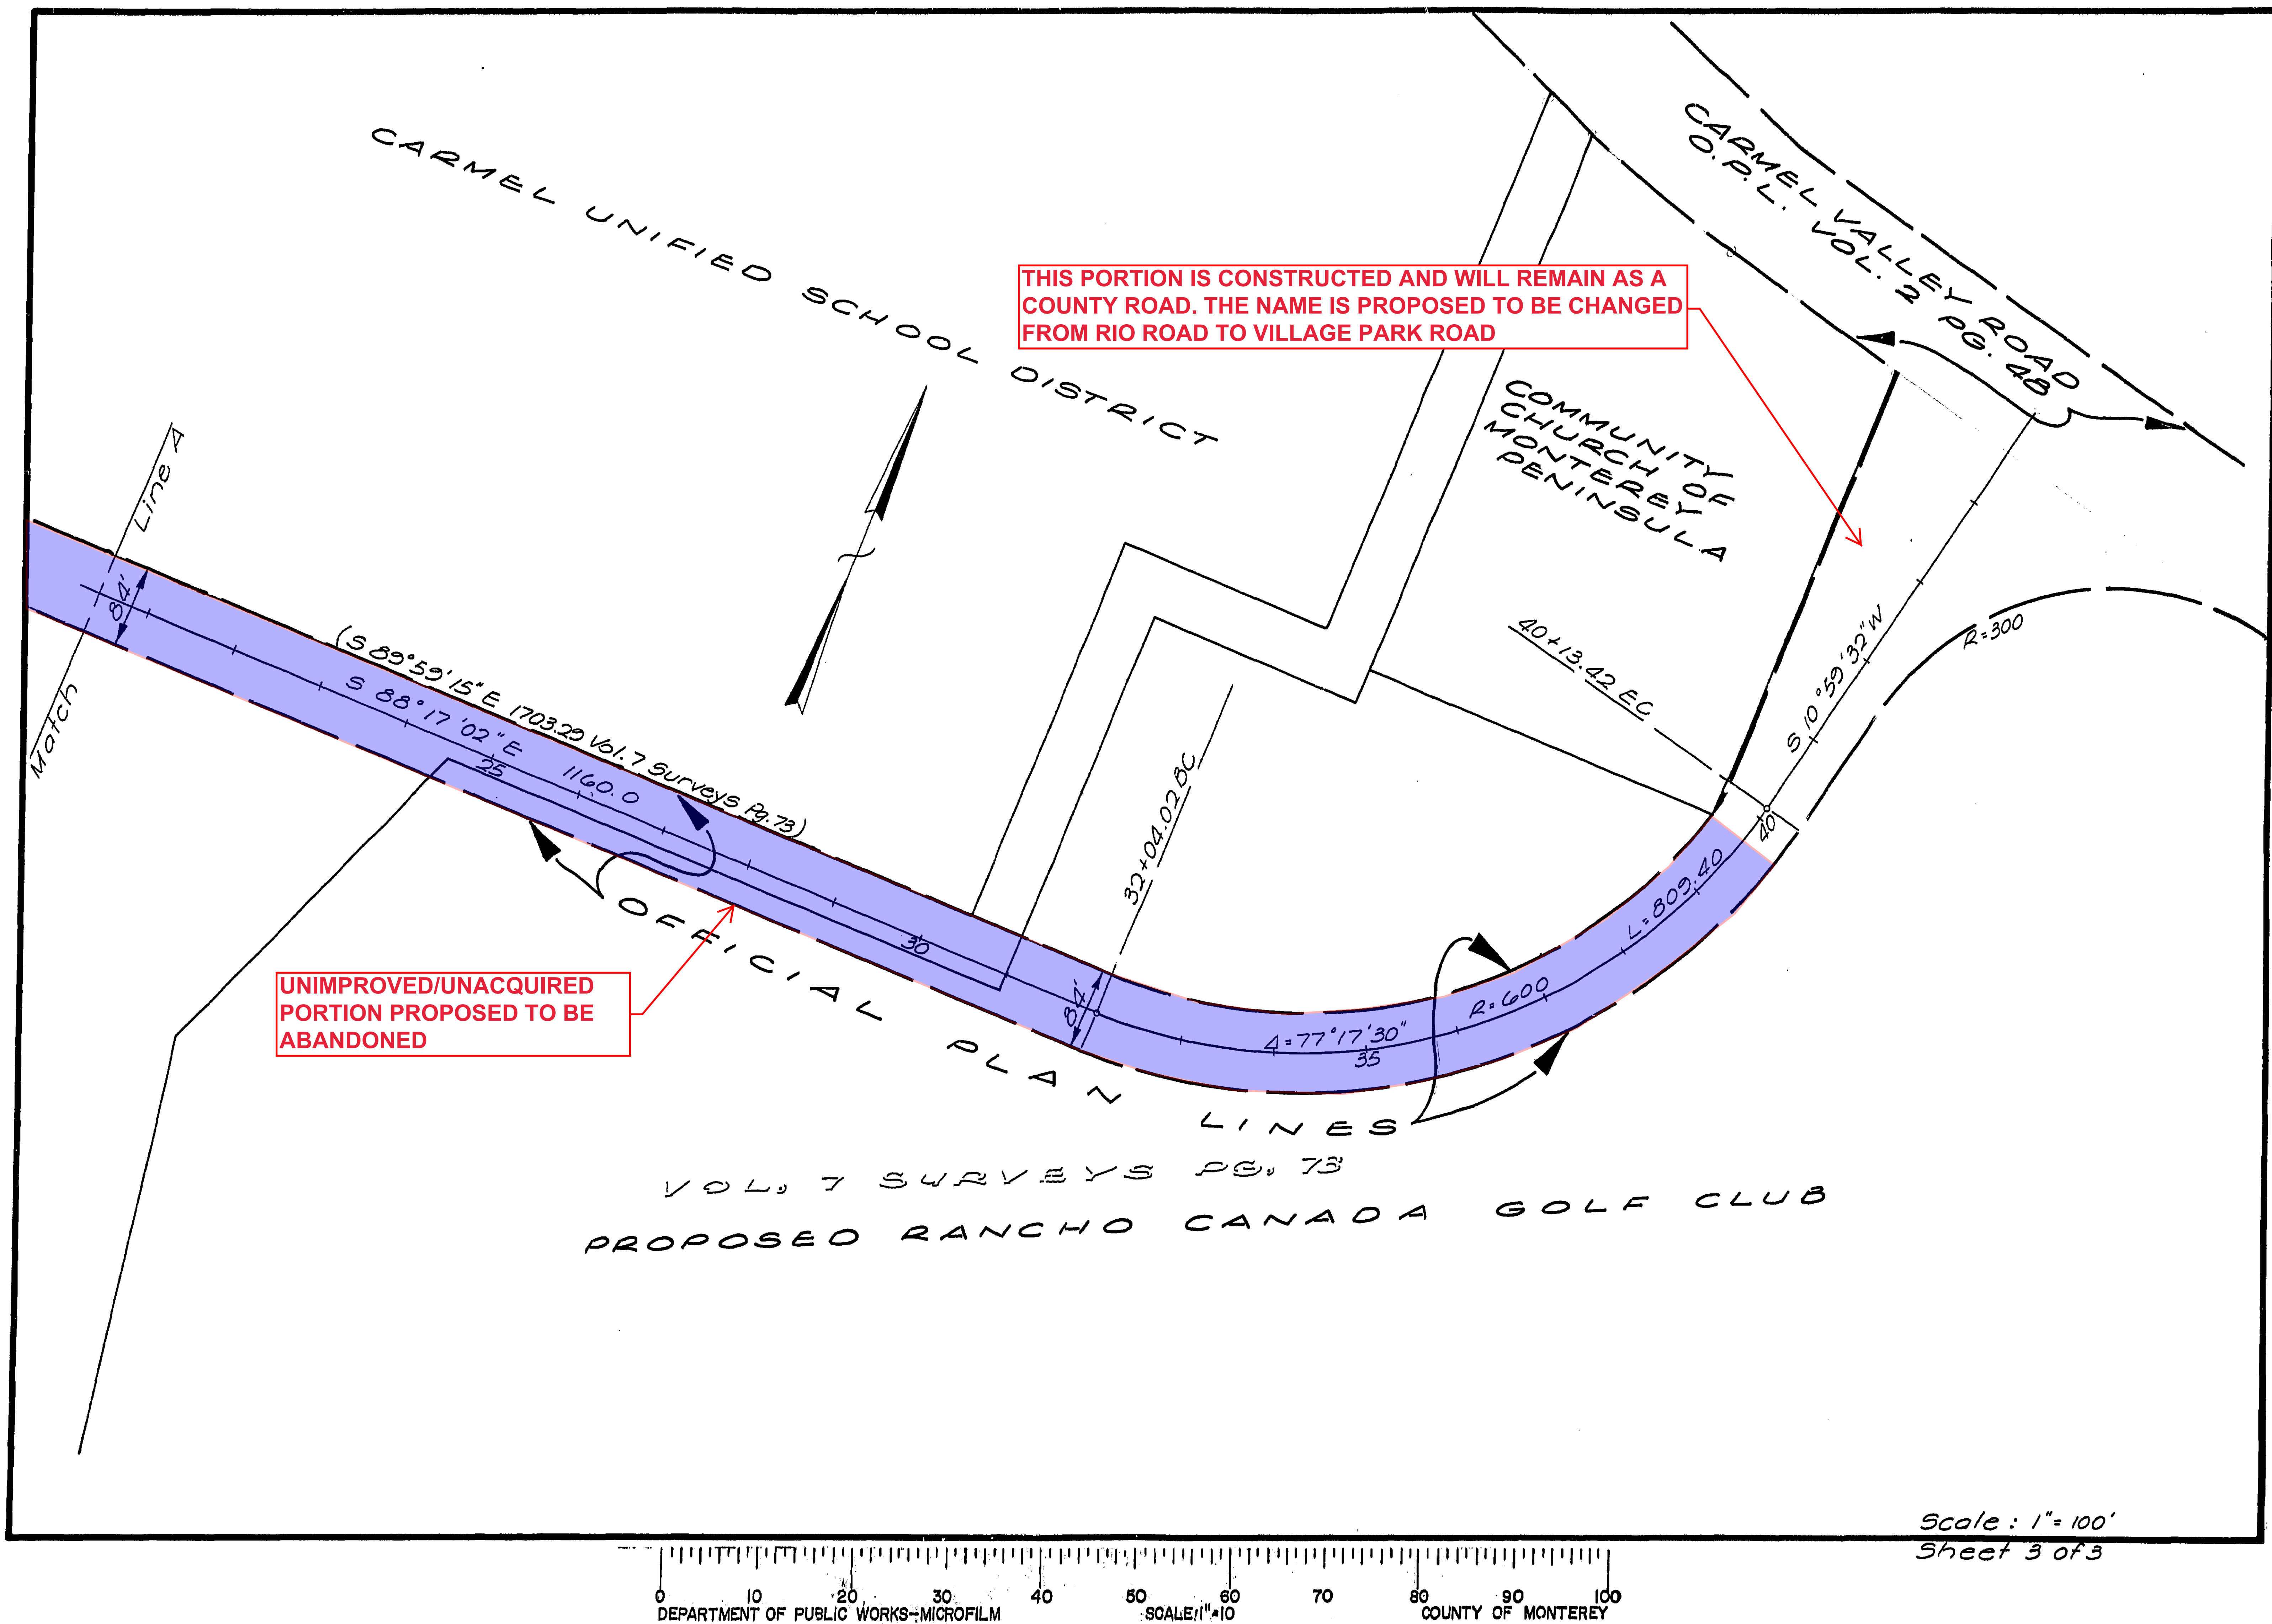 CARMEL UNIFIED SCHOOL DISTRICT
CARMEL VALLEY ROAD
O.P.L. VOL. 2 PG. 48
THIS PORTION IS CONSTRUCTED AND WILL REMAIN AS A
COUNTY ROAD. THE NAME IS PROPOSED TO BE CHANGED
FROM RIO ROAD TO VILLAGE PARK ROAD
COMMUNITY
CHURCH OF
MONTEREY
PENINSULA
Match Line A
84'
(S 89°59'15" E 1703.29 Vol. 7 Surveys Pg. 73)
S 88°17'02" E 1160.0
25
30
32+04.02 BC
84'
40+13.42 EC
S 10°59'32" W
R=300
40
L=809.40
R=600
Δ=77°17'30"
35
UNIMPROVED/UNACQUIRED
PORTION PROPOSED TO BE
ABANDONED
OFFICIAL PLAN LINES
VOL. 7 SURVEYS PG. 73
PROPOSED RANCHO CANADA GOLF CLUB
Scale: 1"=100'
Sheet 3 of 3
0 10 20 30 40 50 60 70 80 90 100
DEPARTMENT OF PUBLIC WORKS-MICROFILM SCALE: 1"=10 COUNTY OF MONTEREY